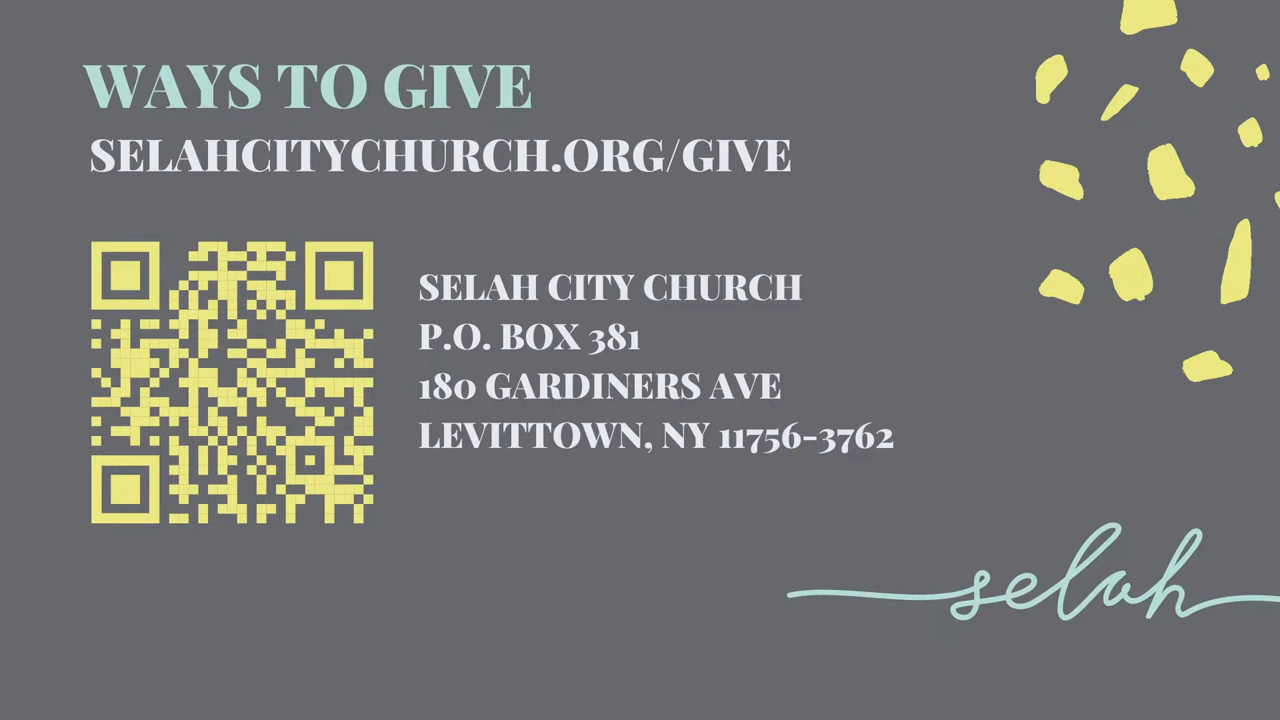 WAYS TO GIVE
SELAHCITYCHURCH.ORG/GIVE
SELAH CITY CHURCH
P.O. BOX 381
180 GARDINERS AVE
LEVITTOWN, NY 11756-3762
selah